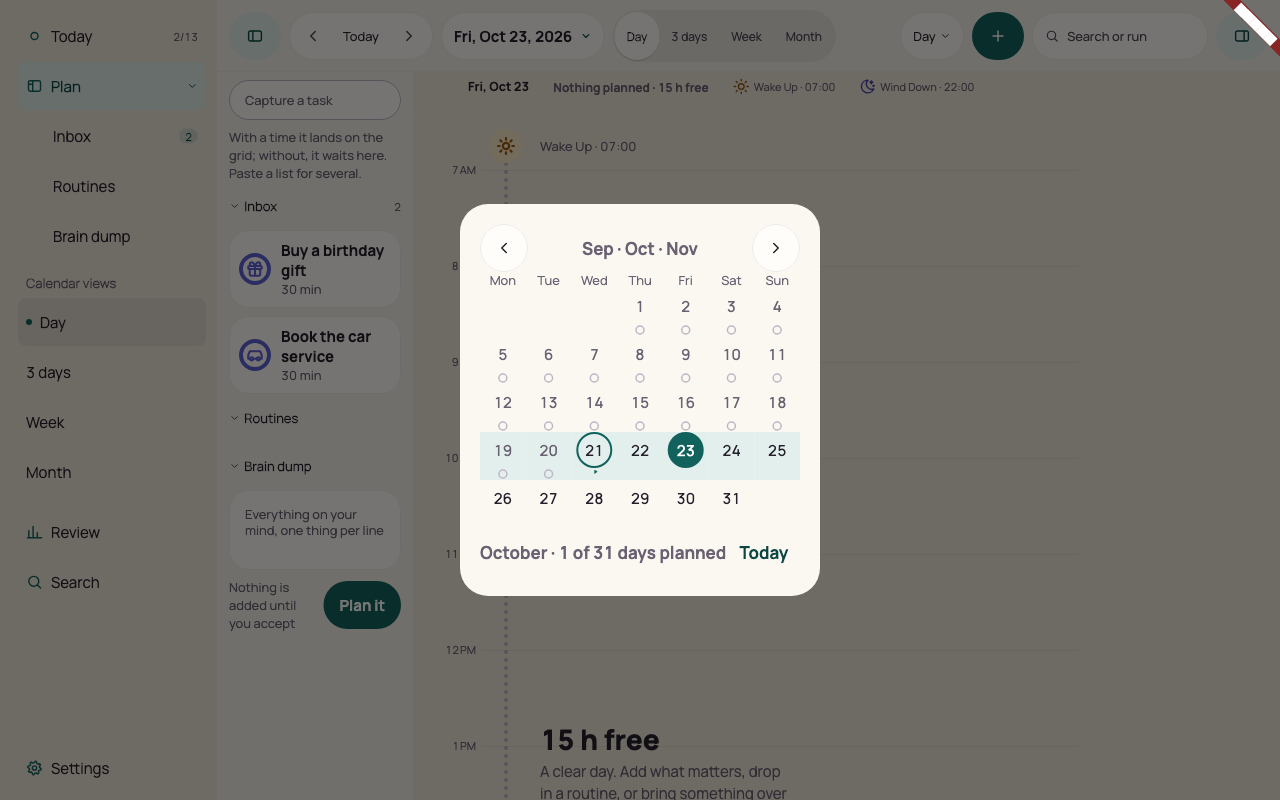 Today
2/13
Plan
Inbox
2
Routines
Brain dump
Calendar views
Day
3 days
Week
Month
Review
Search
Settings
Today
Fri, Oct 23, 2026
Day
3 days
Week
Month
Day
Search or run
Capture a task
With a time it lands on the
grid; without, it waits here.
Paste a list for several.
Inbox
2
Buy a birthday
gift
30 min
Book the car
service
30 min
Routines
Brain dump
Everything on your
mind, one thing per line
Nothing is
added until
you accept
Plan it
Fri, Oct 23
Nothing planned · 15 h free
Wake Up · 07:00
Wind Down · 22:00
Wake Up · 07:00
7 AM
8
9
10
11
12 PM
1 PM
Sep · Oct · Nov
Mon Tue Wed Thu Fri Sat Sun
1 2 3 4
5 6 7 8 9 10 11
12 13 14 15 16 17 18
19 20 21 22 23 24 25
26 27 28 29 30 31
October · 1 of 31 days planned
Today
15 h free
A clear day. Add what matters, drop
in a routine, or bring something over